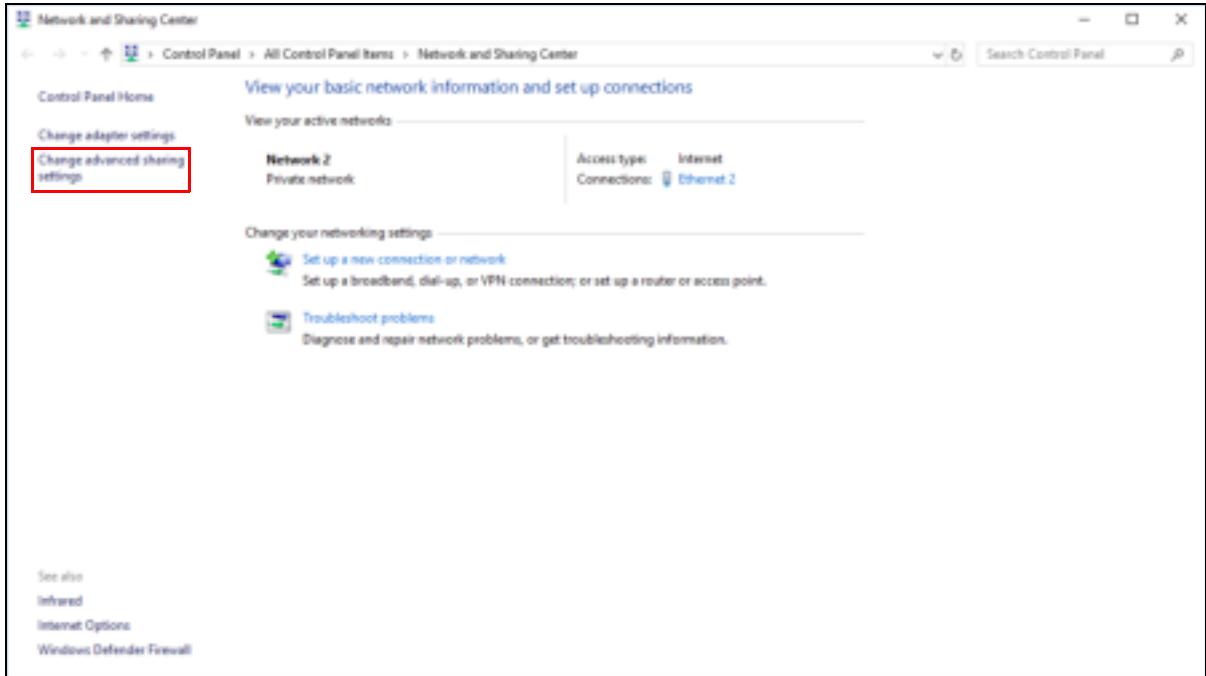 Network and Sharing Center
Control Panel > All Control Panel Items > Network and Sharing Center
Search Control Panel
Control Panel Home
Change adapter settings
Change advanced sharing
settings
View your basic network information and set up connections
View your active networks
Network 2
Private network
Access type: Internet
Connections: Ethernet 2
Change your networking settings
Set up a new connection or network
Set up a broadband, dial-up, or VPN connection; or set up a router or access point.
Troubleshoot problems
Diagnose and repair network problems, or get troubleshooting information.
See also
Infrared
Internet Options
Windows Defender Firewall